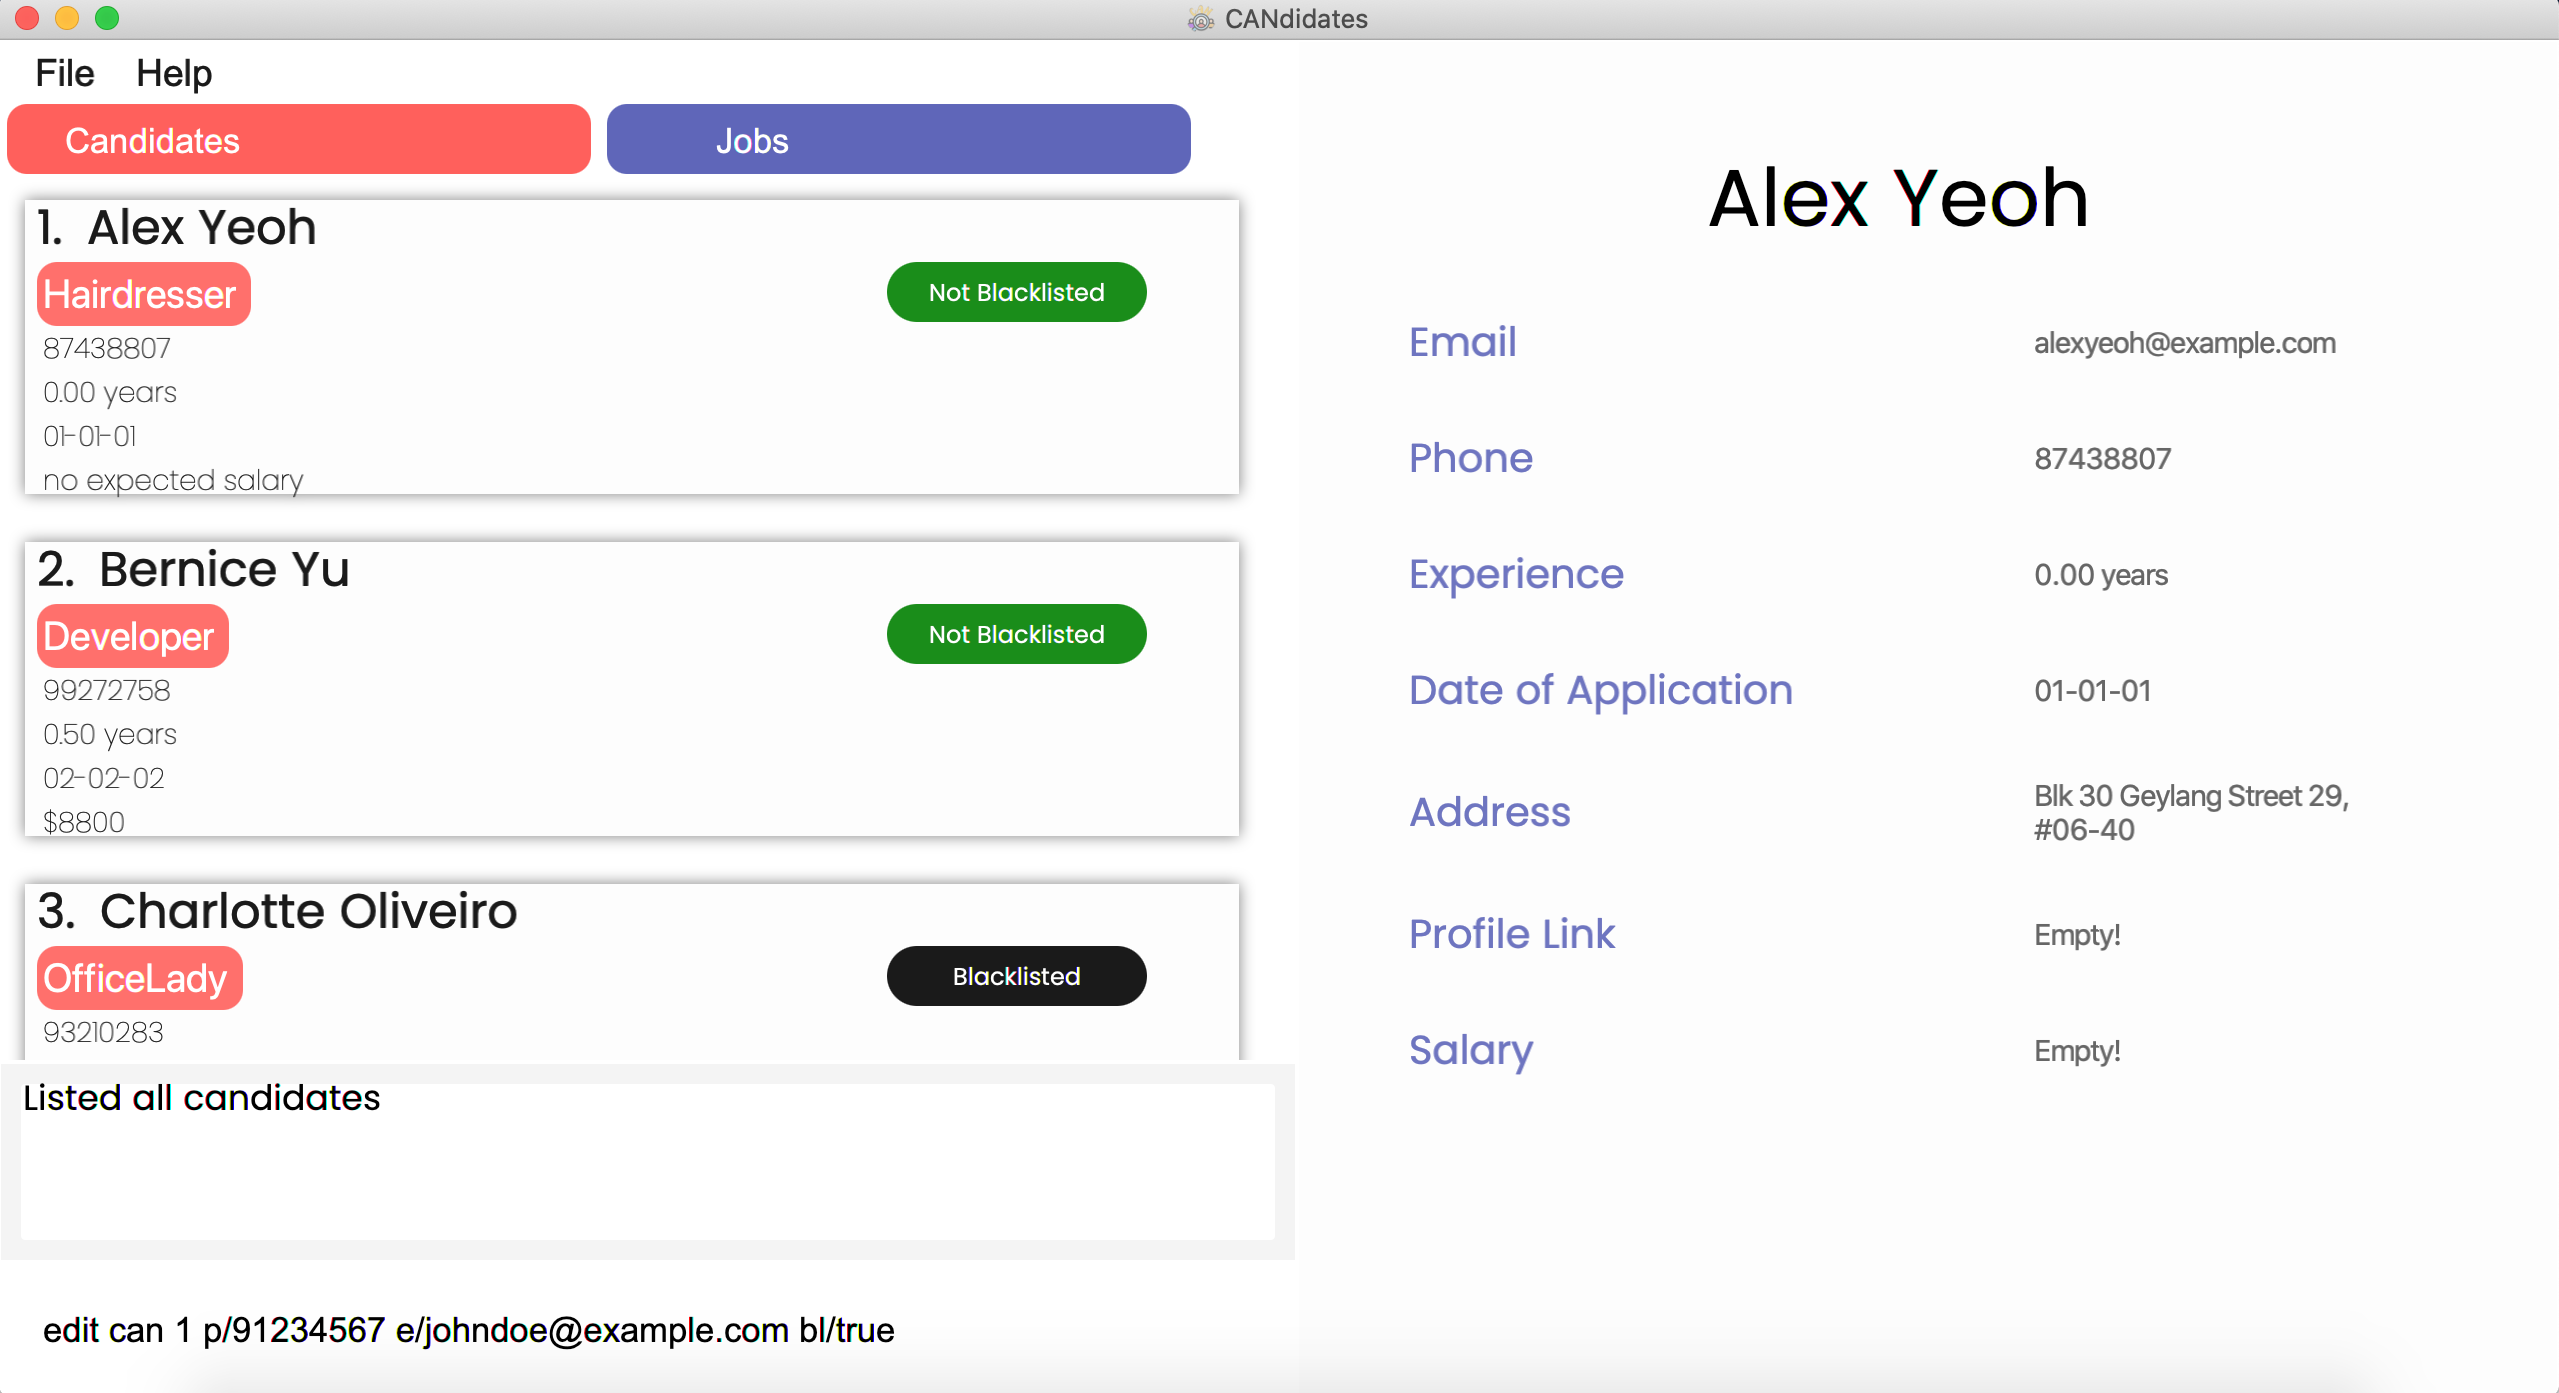 CANdidates
File Help
Candidates Jobs
1. Alex Yeoh
Hairdresser
Not Blacklisted
87438807
0.00 years
01-01-01
no expected salary
2. Bernice Yu
Developer
Not Blacklisted
99272758
0.50 years
02-02-02
$8800
3. Charlotte Oliveiro
OfficeLady
Blacklisted
93210283
Listed all candidates
edit can 1 p/91234567 e/johndoe@example.com bl/true
Alex Yeoh
Email alexyeoh@example.com
Phone 87438807
Experience 0.00 years
Date of Application 01-01-01
Address Blk 30 Geylang Street 29,
#06-40
Profile Link Empty!
Salary Empty!